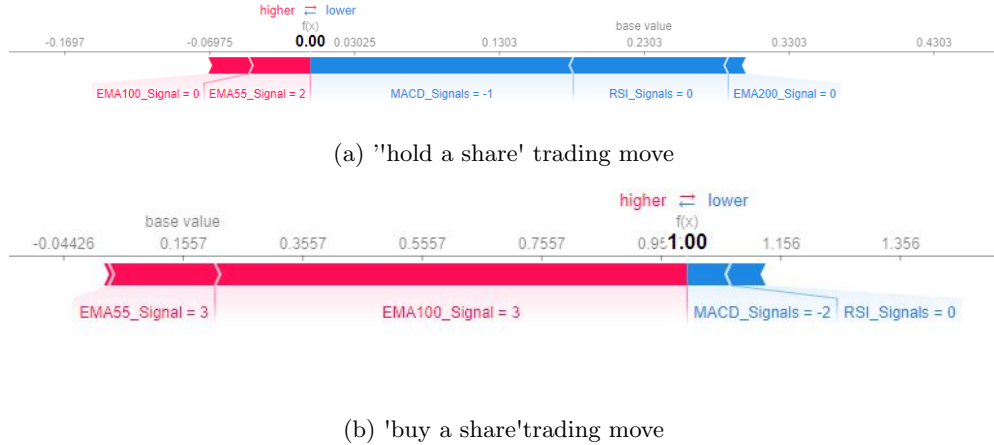 higher lower
f(x) base value
-0.1697 -0.06975 0.00 0.03025 0.1303 0.2303 0.3303 0.4303
EMA100_Signal = 0 EMA55_Signal = 2 MACD_Signals = -1 RSI_Signals = 0 EMA200_Signal = 0
(a) ''hold a share' trading move
higher lower
base value f(x)
-0.04426 0.1557 0.3557 0.5557 0.7557 1.00 1.156 1.356
EMA55_Signal = 3 EMA100_Signal = 3 MACD_Signals = -2 RSI_Signals = 0
(b) 'buy a share'trading move